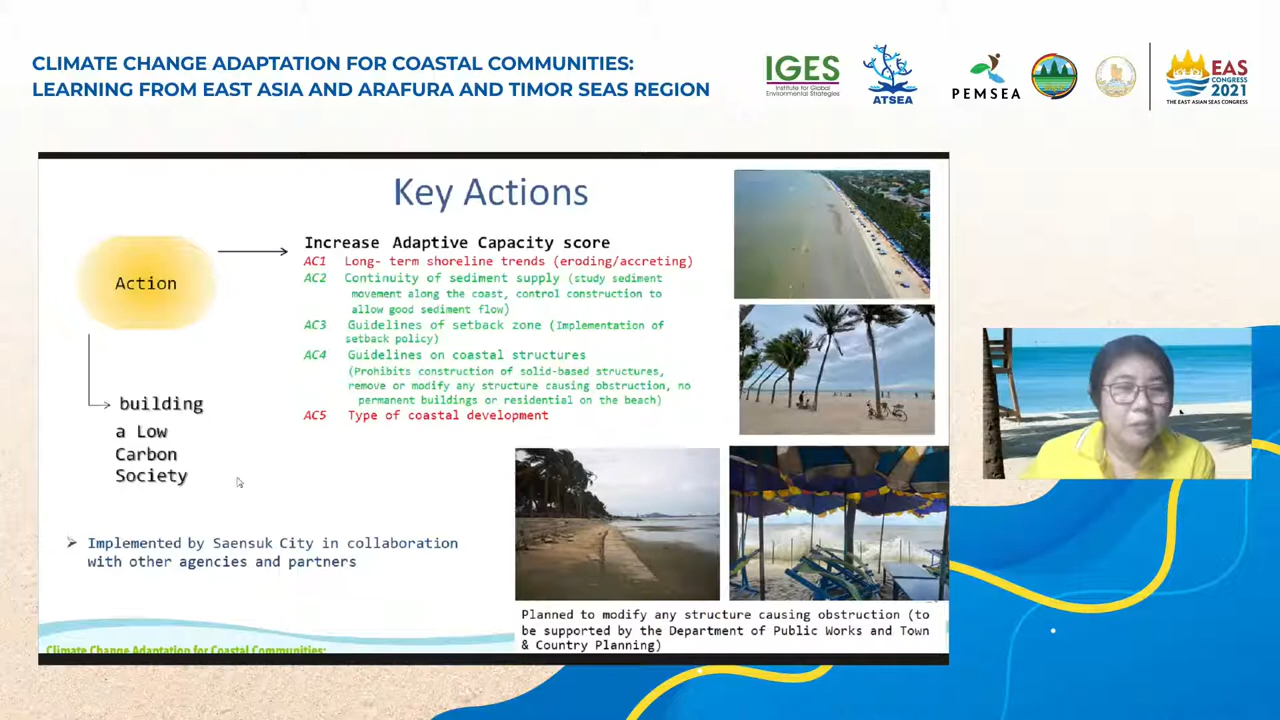 CLIMATE CHANGE ADAPTATION FOR COASTAL COMMUNITIES:
LEARNING FROM EAST ASIA AND ARAFURA AND TIMOR SEAS REGION
IGES
Institute for Global
Environmental Strategies
ATSEA
PEMSEA
EAS
CONGRESS
2021
THE EAST ASIAN SEAS CONGRESS
Key Actions
Action
Increase Adaptive Capacity score
AC1 Long- term shoreline trends (eroding/accreting)
AC2 Continuity of sediment supply (study sediment
movement along the coast, control construction to
allow good sediment flow)
AC3 Guidelines of setback zone (Implementation of
setback policy)
AC4 Guidelines on coastal structures
(Prohibits construction of solid-based structures,
remove or modify any structure causing obstruction, no
permanent buildings or residential on the beach)
AC5 Type of coastal development
building
a Low
Carbon
Society
➢ Implemented by Saensuk City in collaboration
with other agencies and partners
Planned to modify any structure causing obstruction (to
be supported by the Department of Public Works and Town
& Country Planning)
Climate Change Adaptation for Coastal Communities: